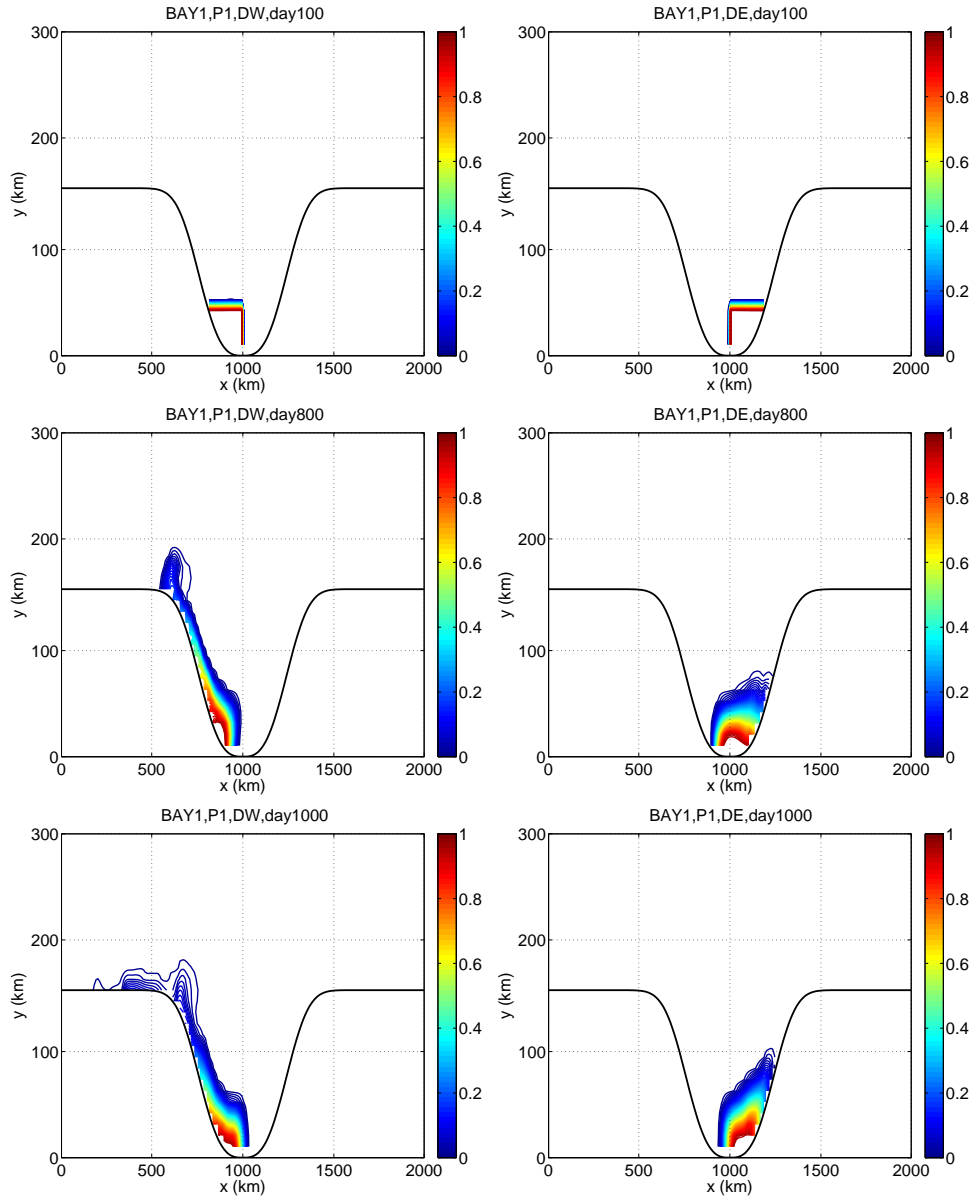 BAY1,P1,DW,day100
300
200
100
0
y (km)
0 500 1000 1500 2000
x (km)
1
0.8
0.6
0.4
0.2
0
BAY1,P1,DE,day100
300
200
100
0
y (km)
0 500 1000 1500 2000
x (km)
1
0.8
0.6
0.4
0.2
0
BAY1,P1,DW,day800
300
200
100
0
y (km)
0 500 1000 1500 2000
x (km)
1
0.8
0.6
0.4
0.2
0
BAY1,P1,DE,day800
300
200
100
0
y (km)
0 500 1000 1500 2000
x (km)
1
0.8
0.6
0.4
0.2
0
BAY1,P1,DW,day1000
300
200
100
0
y (km)
0 500 1000 1500 2000
x (km)
1
0.8
0.6
0.4
0.2
0
BAY1,P1,DE,day1000
300
200
100
0
y (km)
0 500 1000 1500 2000
x (km)
1
0.8
0.6
0.4
0.2
0